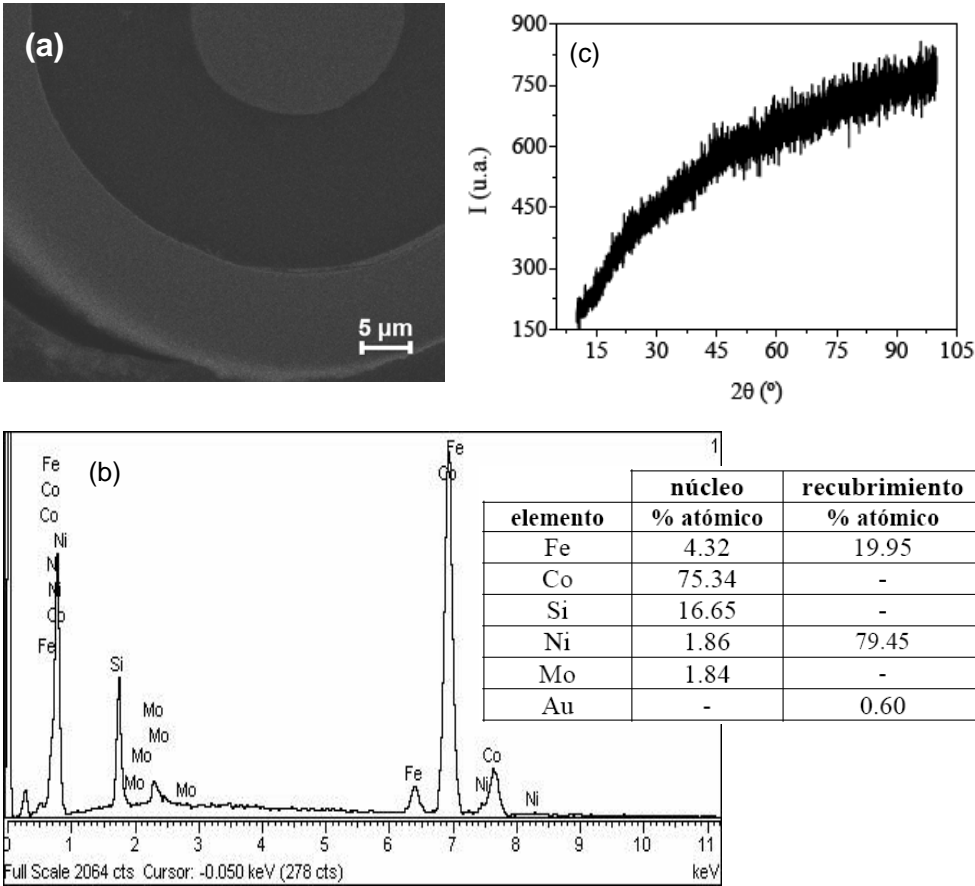 (a)
5 µm
(c)
900
750
600
450
300
150
I (u.a.)
15 30 45 60 75 90 105
2θ (º)
(b)
1
Fe
Co
Co
Ni
N
Ni
Co
Fe
Si
Mo
Mo
Mo
Mo
Mo
Fe
Fe
Co
Ni
Co
Ni
0 1 2 3 4 5 6 7 8 9 10 11
Full Scale 2064 cts Cursor: -0.050 keV (278 cts) keV
núcleo recubrimiento
elemento % atómico % atómico
Fe 4.32 19.95
Co 75.34 -
Si 16.65 -
Ni 1.86 79.45
Mo 1.84 -
Au - 0.60